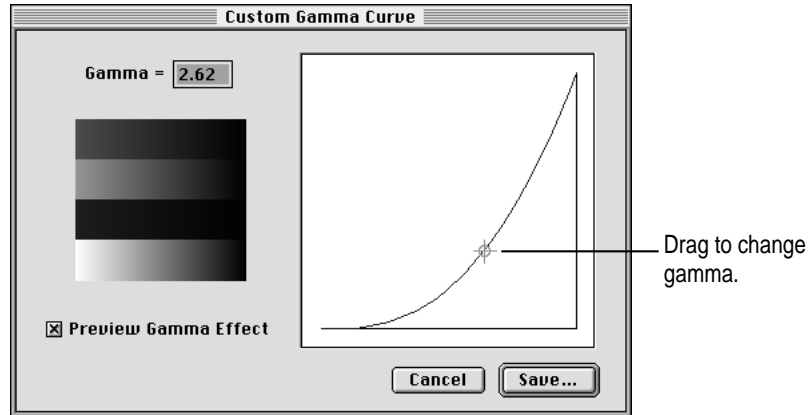 Custom Gamma Curve
Gamma = 2.62
Drag to change
gamma.
Preview Gamma Effect
Cancel
Save...